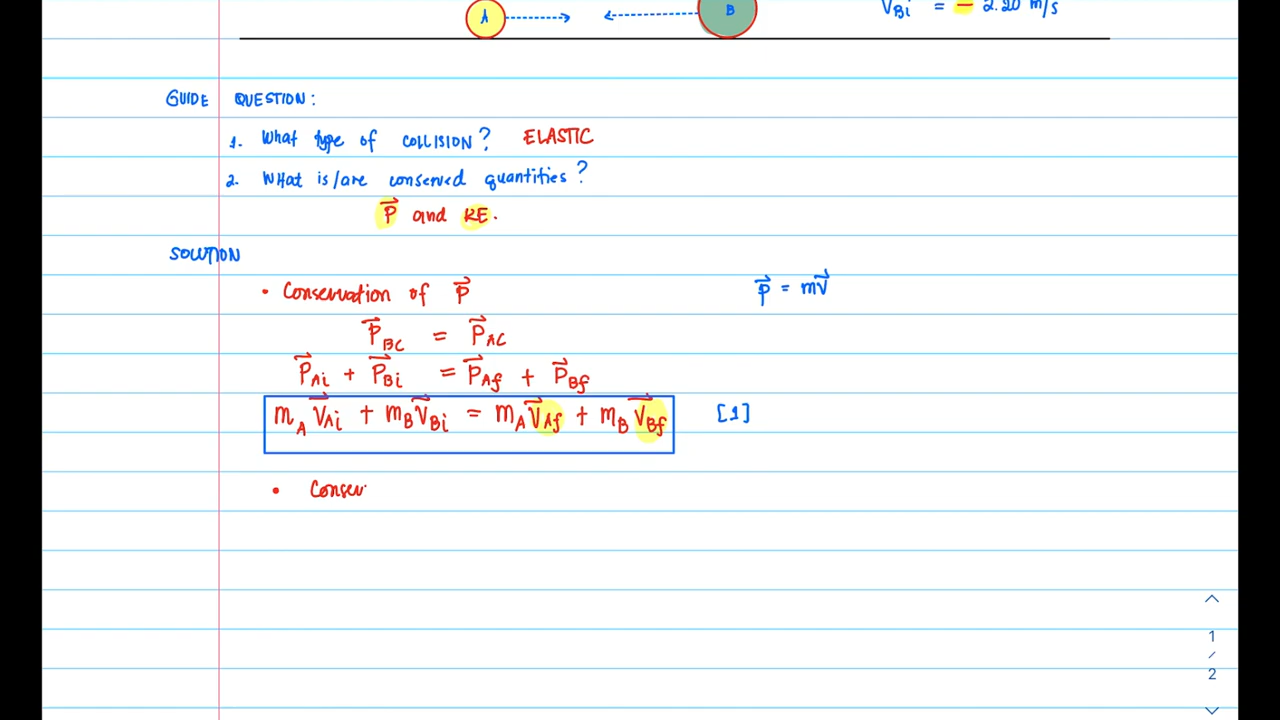 A B V⃗Bi = - 2.20 m/s
GUIDE QUESTION:
1. What type of COLLISION? ELASTIC
2. WHAT is/are conserved quantities?
P⃗ and KE.
SOLUTION
• Conservation of P⃗ P⃗ = mv⃗
P⃗BC = P⃗AC
P⃗Ai + P⃗Bi = P⃗Af + P⃗Bf
mA V⃗Ai + mB V⃗Bi = mA V⃗Af + mB V⃗Bf [1]
• Conser
1
/
2